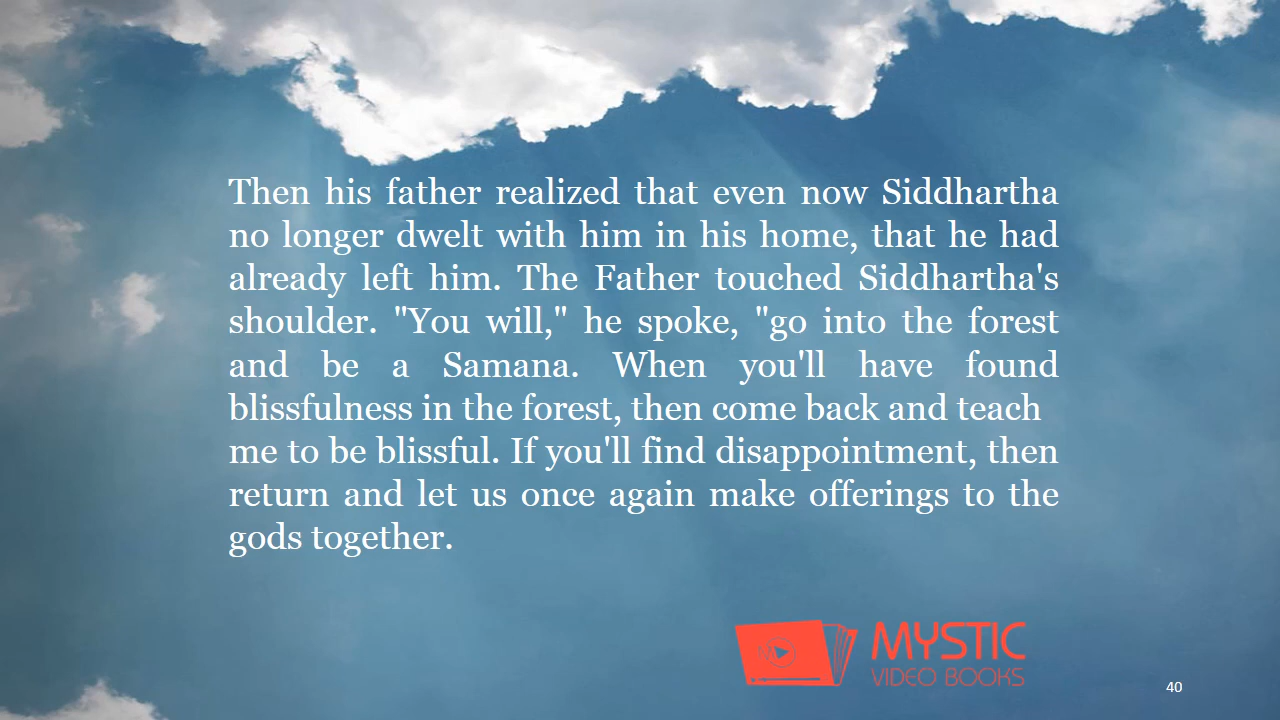 Then his father realized that even now Siddhartha
no longer dwelt with him in his home, that he had
already left him. The Father touched Siddhartha's
shoulder. "You will," he spoke, "go into the forest
and be a Samana. When you'll have found
blissfulness in the forest, then come back and teach
me to be blissful. If you'll find disappointment, then
return and let us once again make offerings to the
gods together.
MYSTIC
VIDEO BOOKS
40